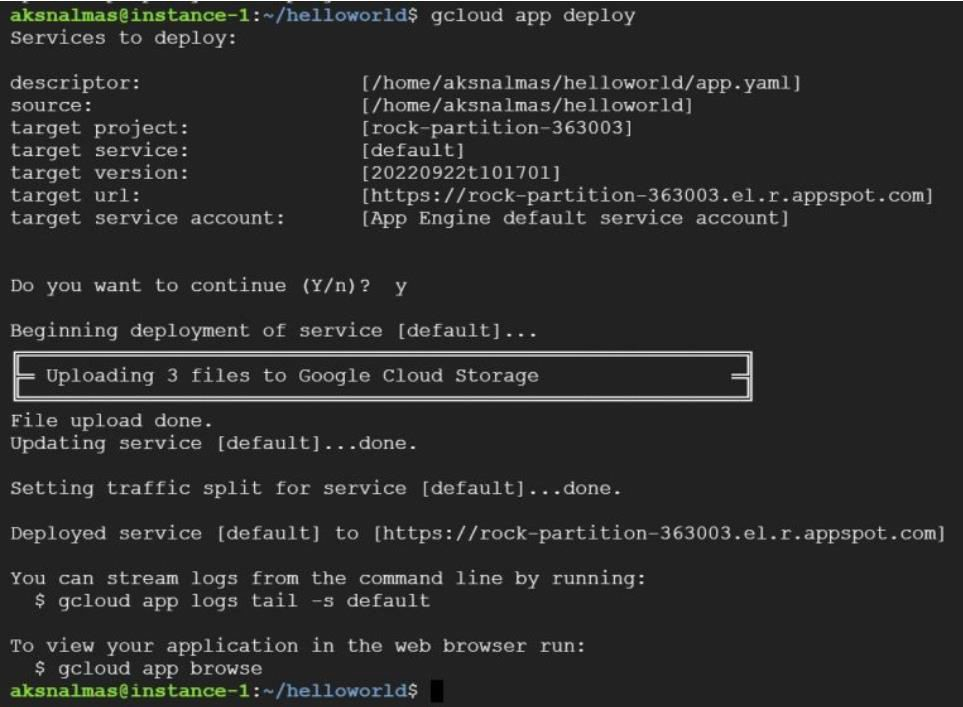 aksnalmas@instance-1:~/helloworld$ gcloud app deploy
Services to deploy:
descriptor: [/home/aksnalmas/helloworld/app.yaml]
source: [/home/aksnalmas/helloworld]
target project: [rock-partition-363003]
target service: [default]
target version: [20220922t101701]
target url: [https://rock-partition-363003.el.r.appspot.com]
target service account: [App Engine default service account]
Do you want to continue (Y/n)? y
Beginning deployment of service [default]...
Uploading 3 files to Google Cloud Storage
File upload done.
Updating service [default]...done.
Setting traffic split for service [default]...done.
Deployed service [default] to [https://rock-partition-363003.el.r.appspot.com]
You can stream logs from the command line by running:
$ gcloud app logs tail -s default
To view your application in the web browser run:
$ gcloud app browse
aksnalmas@instance-1:~/helloworld$